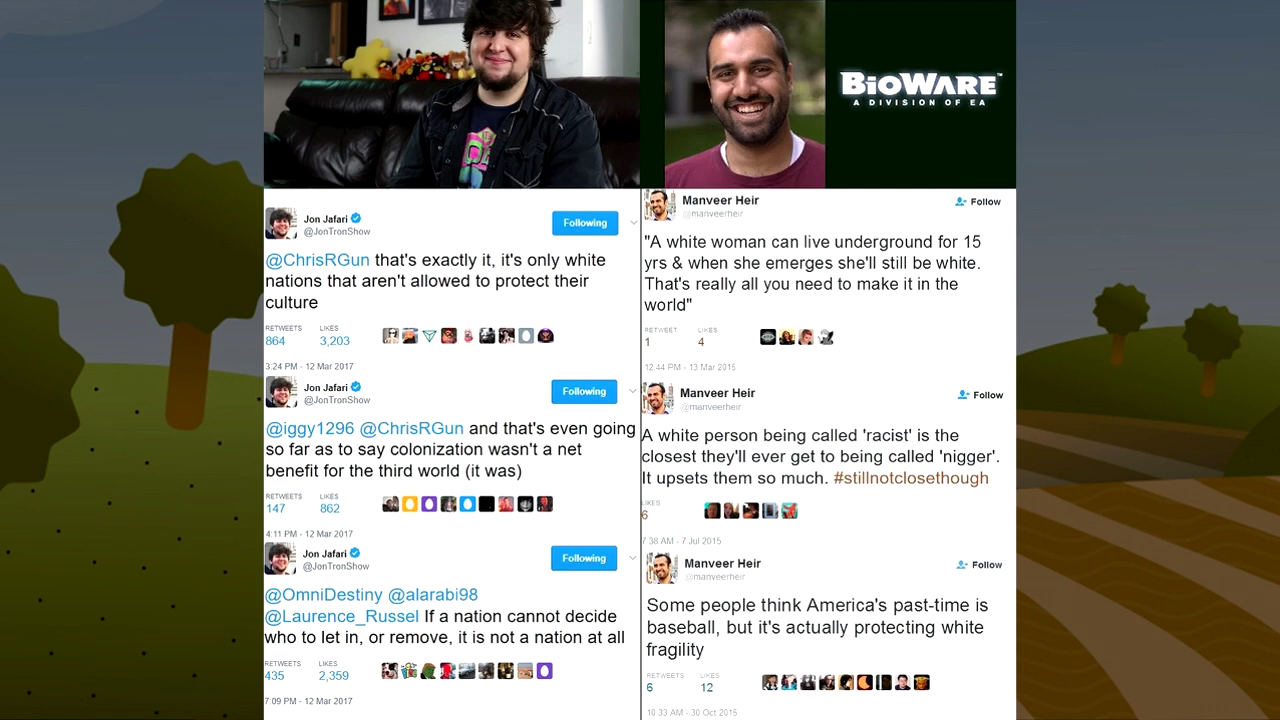 BIOWARE™
A DIVISION OF EA
Jon Jafari
@JonTronShow
Following
@ChrisRGun that's exactly it, it's only white
nations that aren't allowed to protect their
culture
RETWEETS LIKES
864 3,203
3:24 PM - 12 Mar 2017
Jon Jafari
@JonTronShow
Following
@iggy1296 @ChrisRGun and that's even going
so far as to say colonization wasn't a net
benefit for the third world (it was)
RETWEETS LIKES
147 862
4:11 PM - 12 Mar 2017
Jon Jafari
@JonTronShow
Following
@OmniDestiny @alarabi98
@Laurence_Russel If a nation cannot decide
who to let in, or remove, it is not a nation at all
RETWEETS LIKES
435 2,359
7:09 PM - 12 Mar 2017
Manveer Heir
@manveerheir
Follow
"A white woman can live underground for 15
yrs & when she emerges she'll still be white.
That's really all you need to make it in the
world"
RETWEET LIKES
1 4
12:44 PM - 13 Mar 2015
Manveer Heir
@manveerheir
Follow
A white person being called 'racist' is the
closest they'll ever get to being called 'nigger'.
It upsets them so much. #stillnotclosethough
LIKES
6
7:38 AM - 7 Jul 2015
Manveer Heir
@manveerheir
Follow
Some people think America's past-time is
baseball, but it's actually protecting white
fragility
RETWEETS LIKES
6 12
10:33 AM - 30 Oct 2015